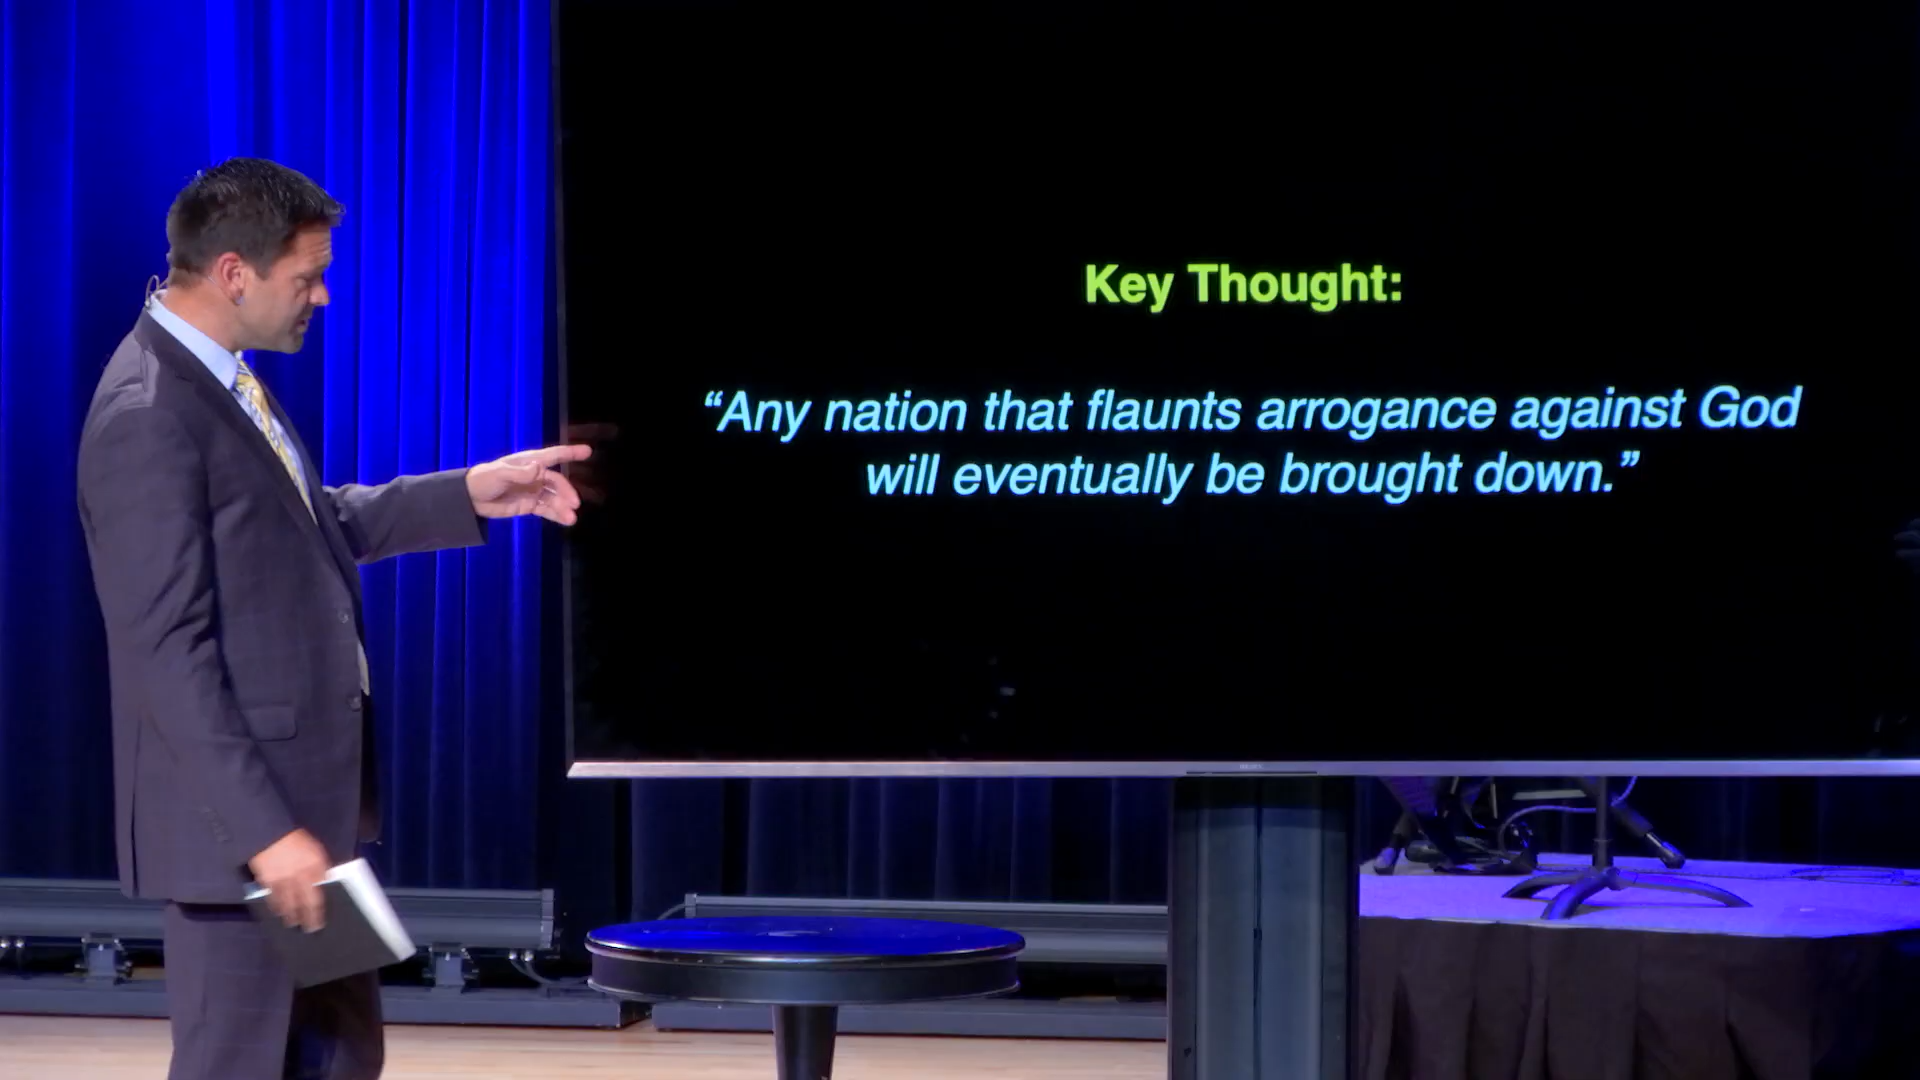 Key Thought:
“Any nation that flaunts arrogance against God
will eventually be brought down.”